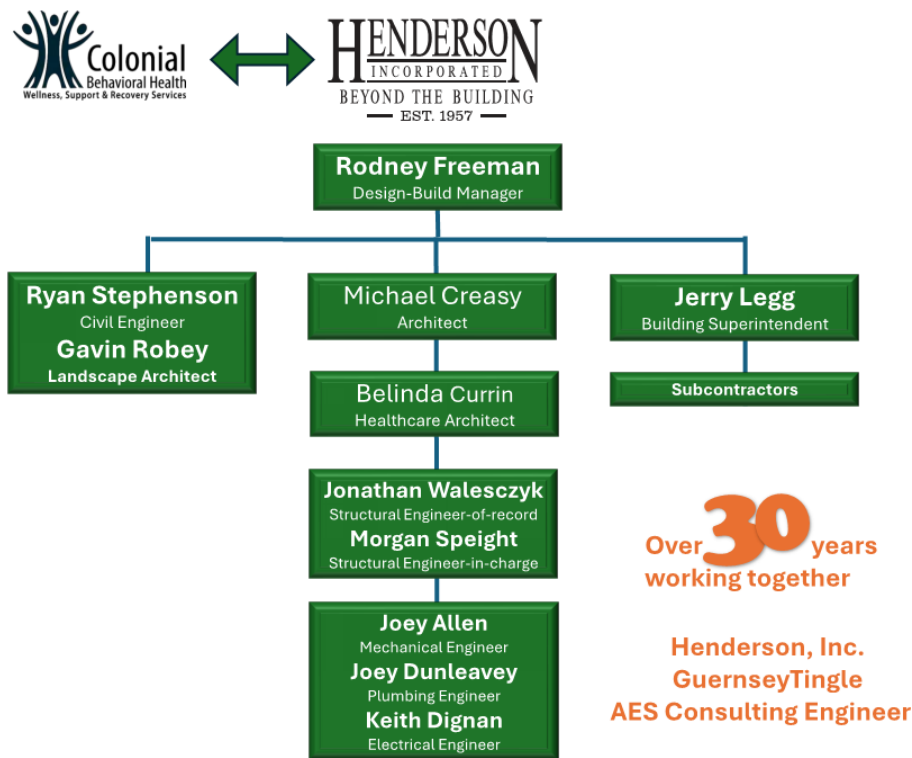 Colonial
Behavioral Health
Wellness, Support & Recovery Services
HENDERSON
INCORPORATED
BEYOND THE BUILDING
EST. 1957
Rodney Freeman
Design-Build Manager
Ryan Stephenson
Civil Engineer
Gavin Robey
Landscape Architect
Michael Creasy
Architect
Jerry Legg
Building Superintendent
Subcontractors
Belinda Currin
Healthcare Architect
Jonathan Walesczyk
Structural Engineer-of-record
Morgan Speight
Structural Engineer-in-charge
Joey Allen
Mechanical Engineer
Joey Dunleavey
Plumbing Engineer
Keith Dignan
Electrical Engineer
Over 30 years
working together
Henderson, Inc.
GuernseyTingle
AES Consulting Engineer